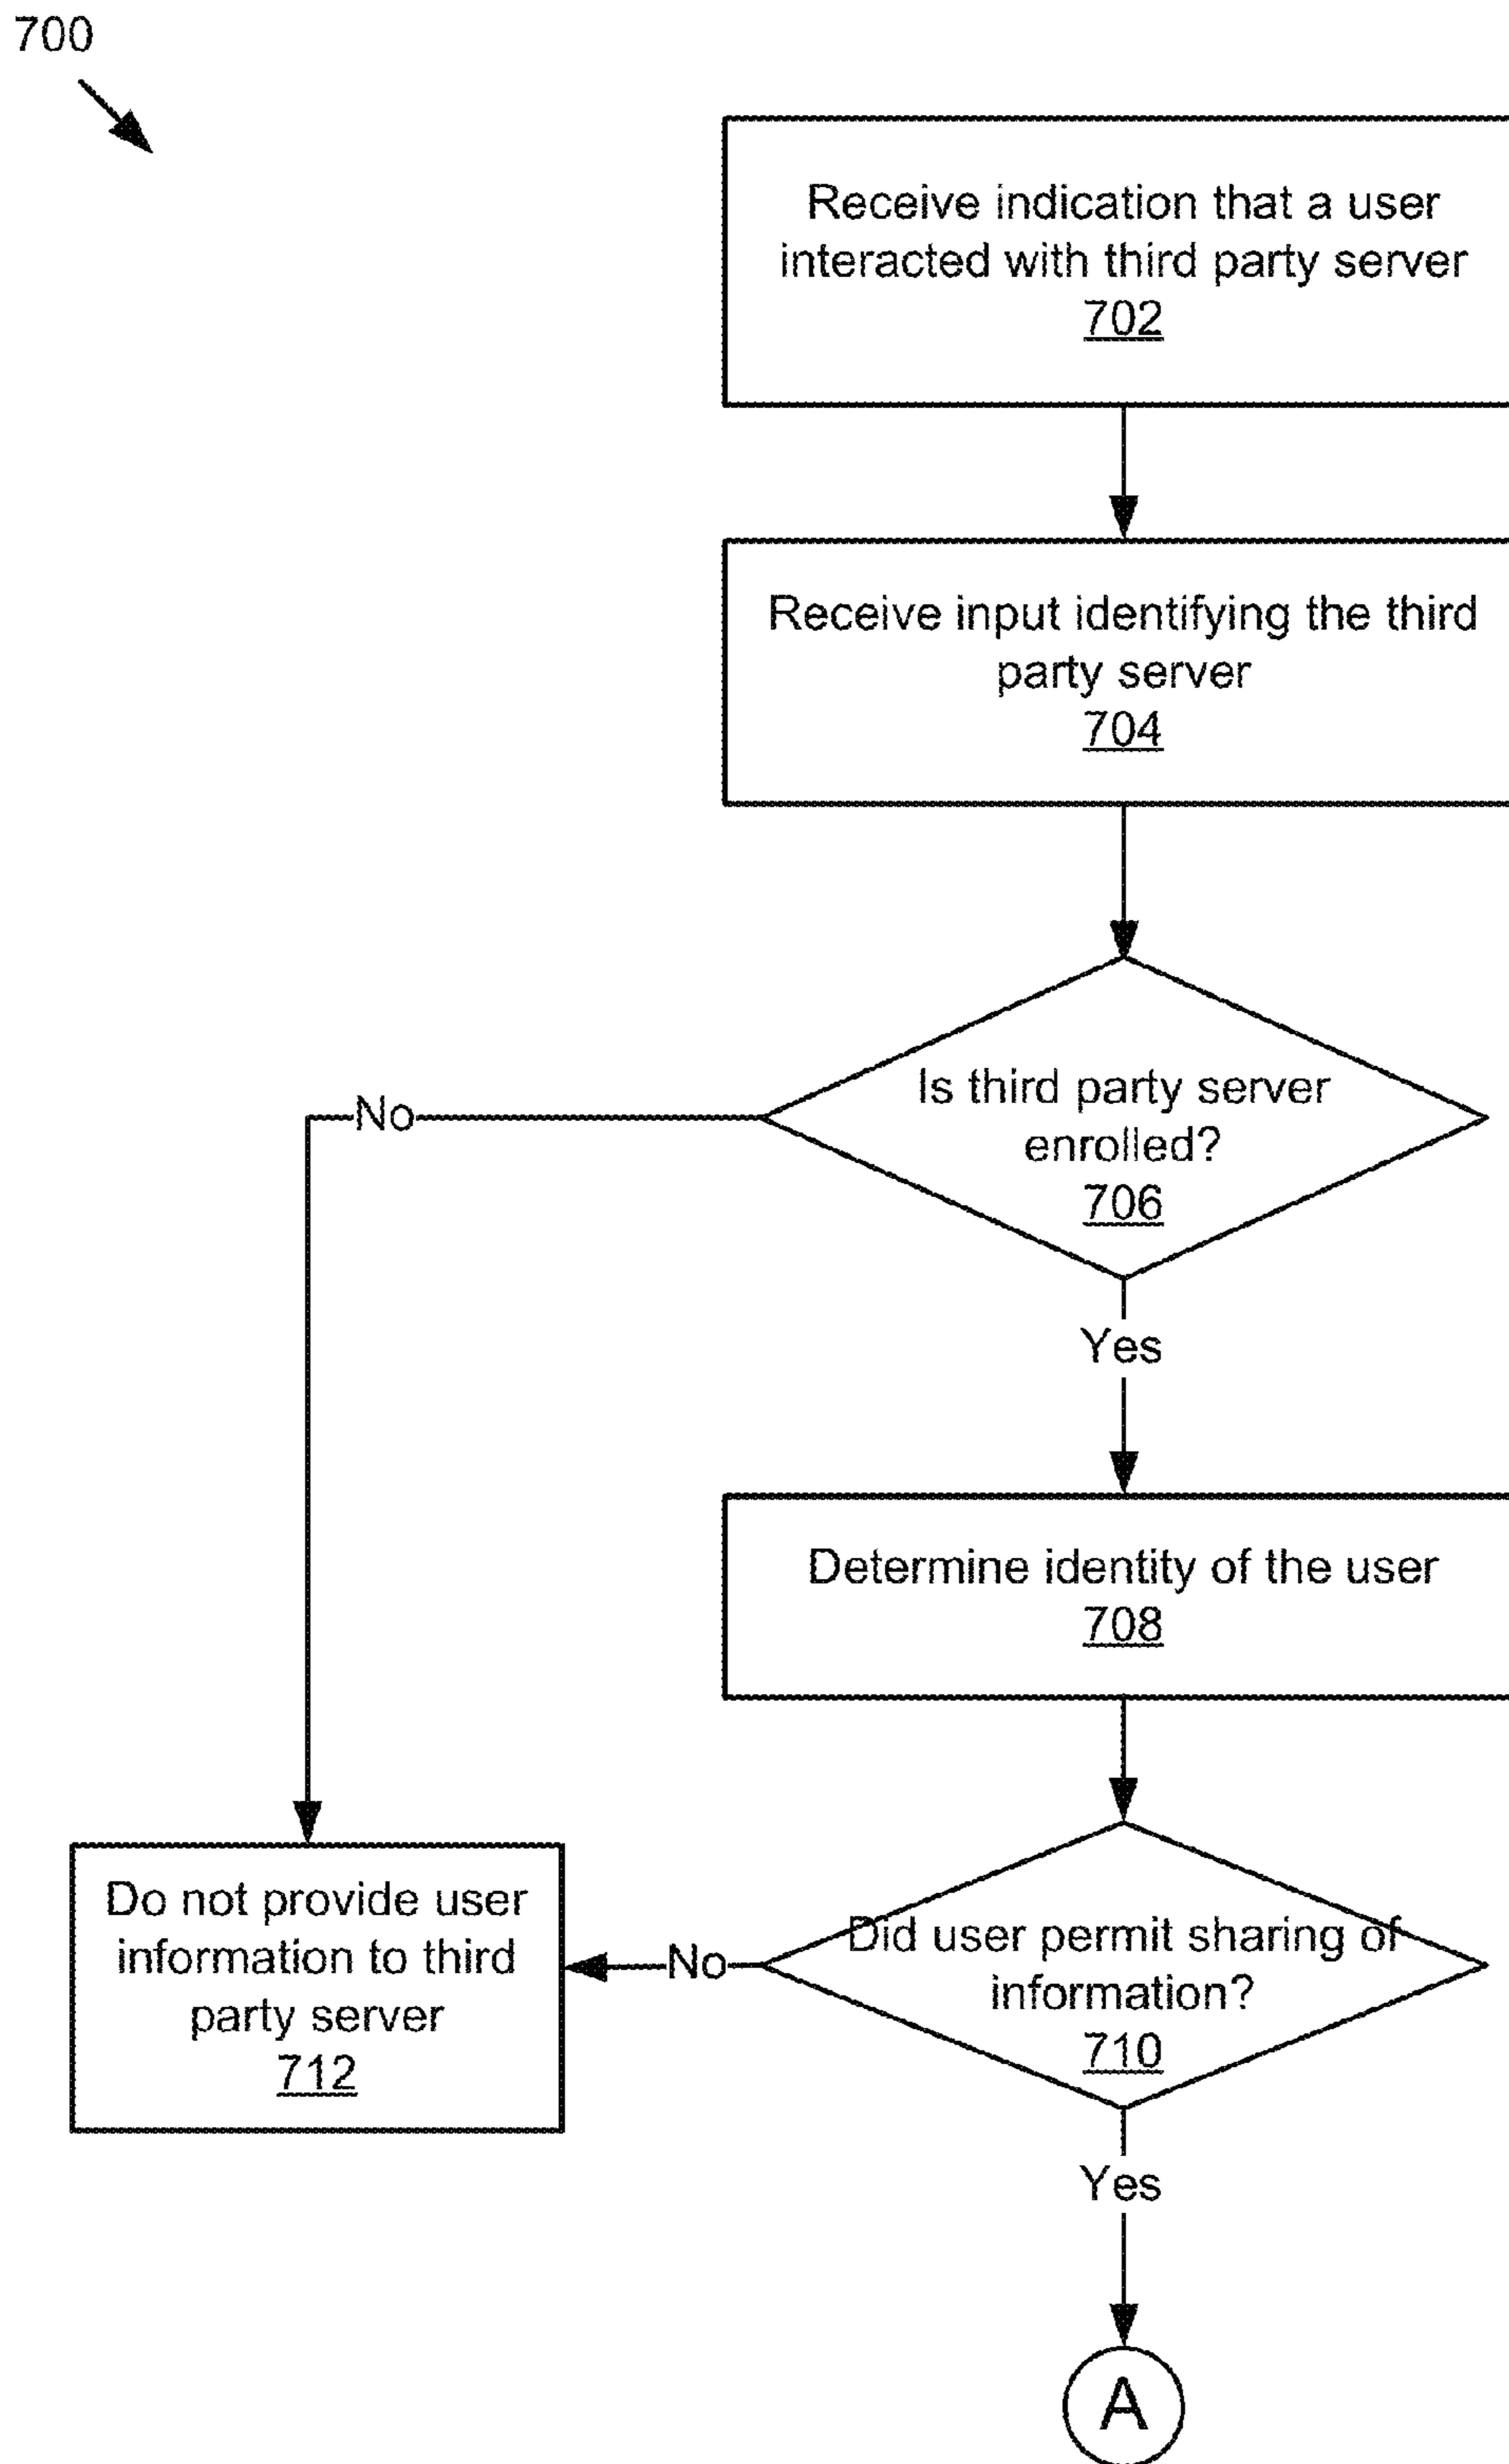 700
Receive indication that a user
interacted with third party server
702
Receive input identifying the third
party server
704
Is third party server
enrolled?
706
No
Yes
Determine identity of the user
708
Did user permit sharing of
information?
710
No
Do not provide user
information to third
party server
712
Yes
A